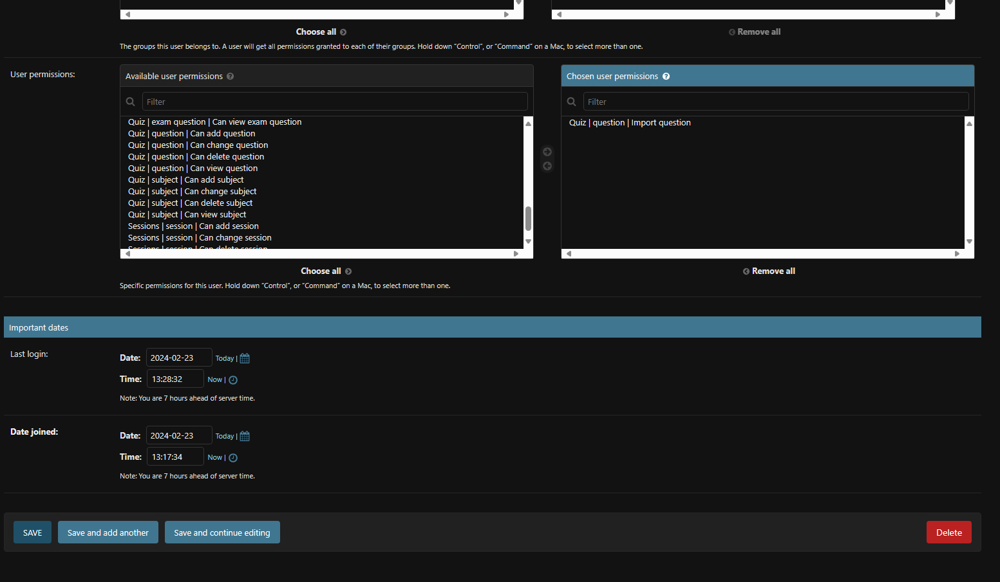 Choose all
Remove all
The groups this user belongs to. A user will get all permissions granted to each of their groups. Hold down “Control”, or “Command” on a Mac, to select more than one.
User permissions:
Available user permissions
Chosen user permissions
Filter
Filter
Quiz | exam question | Can view exam question
Quiz | question | Can add question
Quiz | question | Can change question
Quiz | question | Can delete question
Quiz | question | Can view question
Quiz | subject | Can add subject
Quiz | subject | Can change subject
Quiz | subject | Can delete subject
Quiz | subject | Can view subject
Sessions | session | Can add session
Sessions | session | Can change session
Sessions | session | Can delete session
Quiz | question | Import question
Choose all
Remove all
Specific permissions for this user. Hold down “Control”, or “Command” on a Mac, to select more than one.
Important dates
Last login:
Date: 2024-02-23 Today |
Time: 13:28:32 Now |
Note: You are 7 hours ahead of server time.
Date joined:
Date: 2024-02-23 Today |
Time: 13:17:34 Now |
Note: You are 7 hours ahead of server time.
SAVE
Save and add another
Save and continue editing
Delete